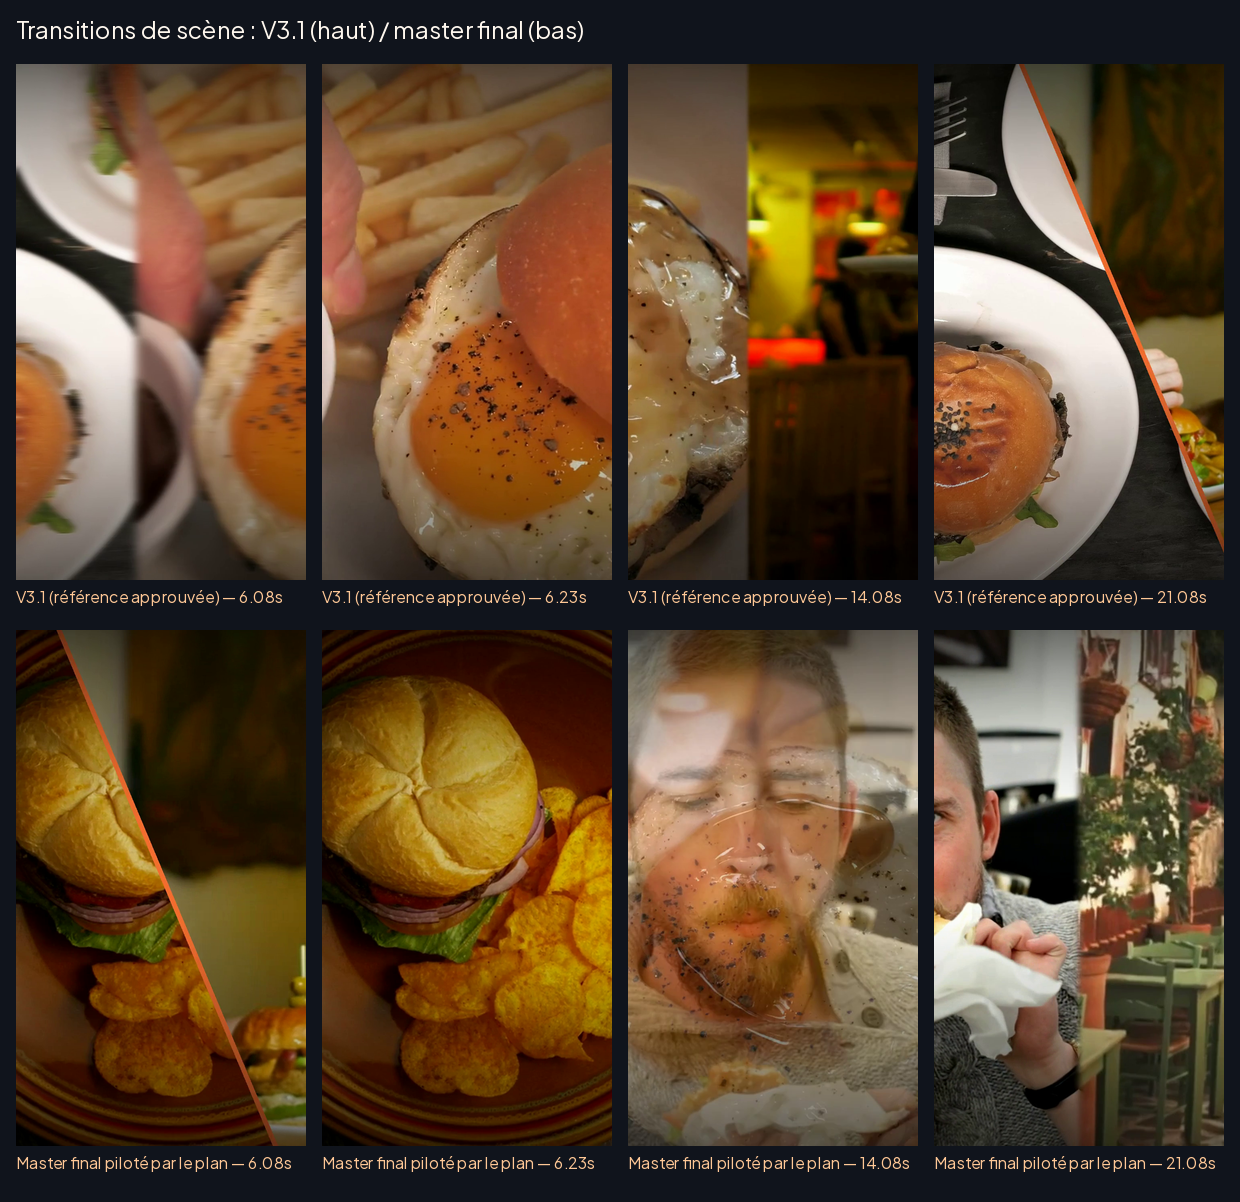 Transitions de scène : V3.1 (haut) / master final (bas)
V3.1 (référence approuvée) — 6.08s
V3.1 (référence approuvée) — 6.23s
V3.1 (référence approuvée) — 14.08s
V3.1 (référence approuvée) — 21.08s
Master final piloté par le plan — 6.08s
Master final piloté par le plan — 6.23s
Master final piloté par le plan — 14.08s
Master final piloté par le plan — 21.08s